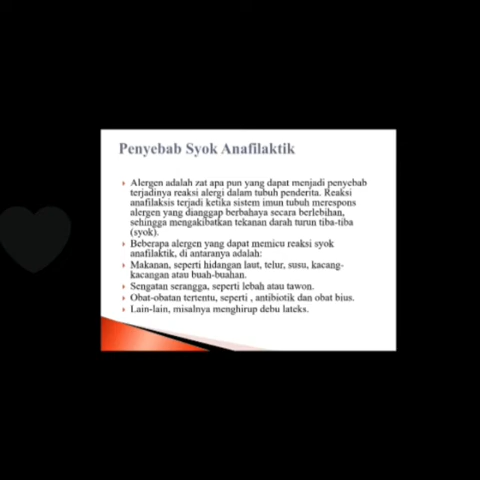 Penyebab Syok Anafilaktik
Alergen adalah zat apa pun yang dapat menjadi penyebab
terjadinya reaksi alergi dalam tubuh penderita. Reaksi
anafilaksis terjadi ketika sistem imun tubuh merespons
alergen yang dianggap berbahaya secara berlebihan,
sehingga mengakibatkan tekanan darah turun tiba-tiba
(syok).
Beberapa alergen yang dapat memicu reaksi syok
anafilaktik, di antaranya adalah:
Makanan, seperti hidangan laut, telur, susu, kacang-
kacangan atau buah-buahan.
Sengatan serangga, seperti lebah atau tawon.
Obat-obatan tertentu, seperti , antibiotik dan obat bius.
Lain-lain, misalnya menghirup debu lateks.